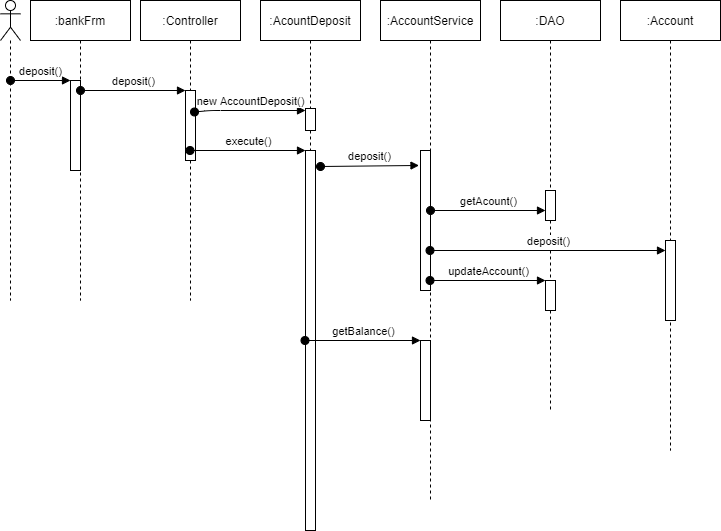 :bankFrm
:Controller
:AcountDeposit
:AccountService
:DAO
:Account
deposit()
deposit()
new AccountDeposit()
execute()
deposit()
getAcount()
deposit()
updateAccount()
getBalance()